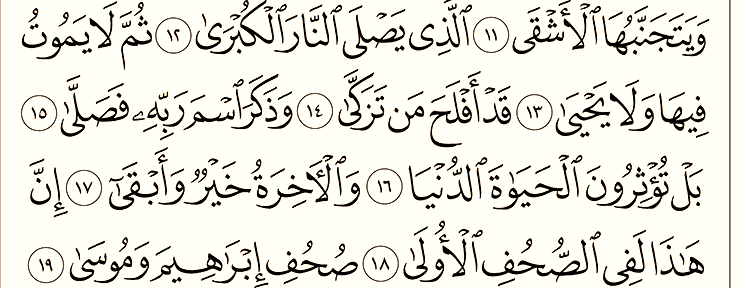 وَيَتَجَنَّبُهَا ٱلْأَشْقَى ١١ ٱلَّذِى يَصْلَى ٱلنَّارَ ٱلْكُبْرَىٰ ١٢ ثُمَّ لَا يَمُوتُ
فِيهَا وَلَا يَحْيَىٰ ١٣ قَدْ أَفْلَحَ مَن تَزَكَّىٰ ١٤ وَذَكَرَ ٱسْمَ رَبِّهِۦ فَصَلَّىٰ ١٥
بَلْ تُؤْثِرُونَ ٱلْحَيَوٰةَ ٱلدُّنْيَا ١٦ وَٱلْأَخِرَةُ خَيْرٌ وَأَبْقَىٰٓ ١٧ إِنَّ
هَٰذَا لَفِى ٱلصُّحُفِ ٱلْأُولَىٰ ١٨ صُحُفِ إِبْرَٰهِيمَ وَمُوسَىٰ ١٩